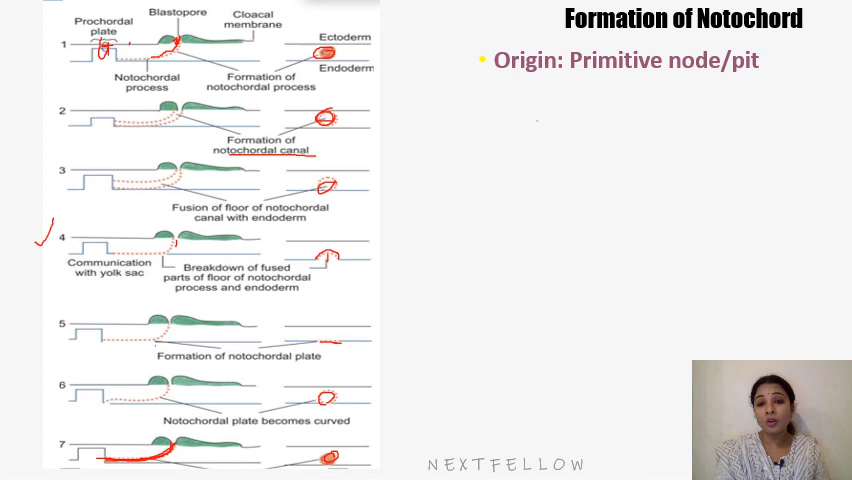 Formation of Notochord
• Origin: Primitive node/pit
Prochordal
plate
Blastopore
Cloacal
membrane
1
Ectoderm
Endoderm
Notochordal
process
Formation of
notochordal process
2
Formation of
notochordal canal
3
Fusion of floor of notochordal
canal with endoderm
4
Communication
with yolk sac
Breakdown of fused
parts of floor of notochordal
process and endoderm
5
Formation of notochordal plate
6
Notochordal plate becomes curved
7
NEXTFELLOW